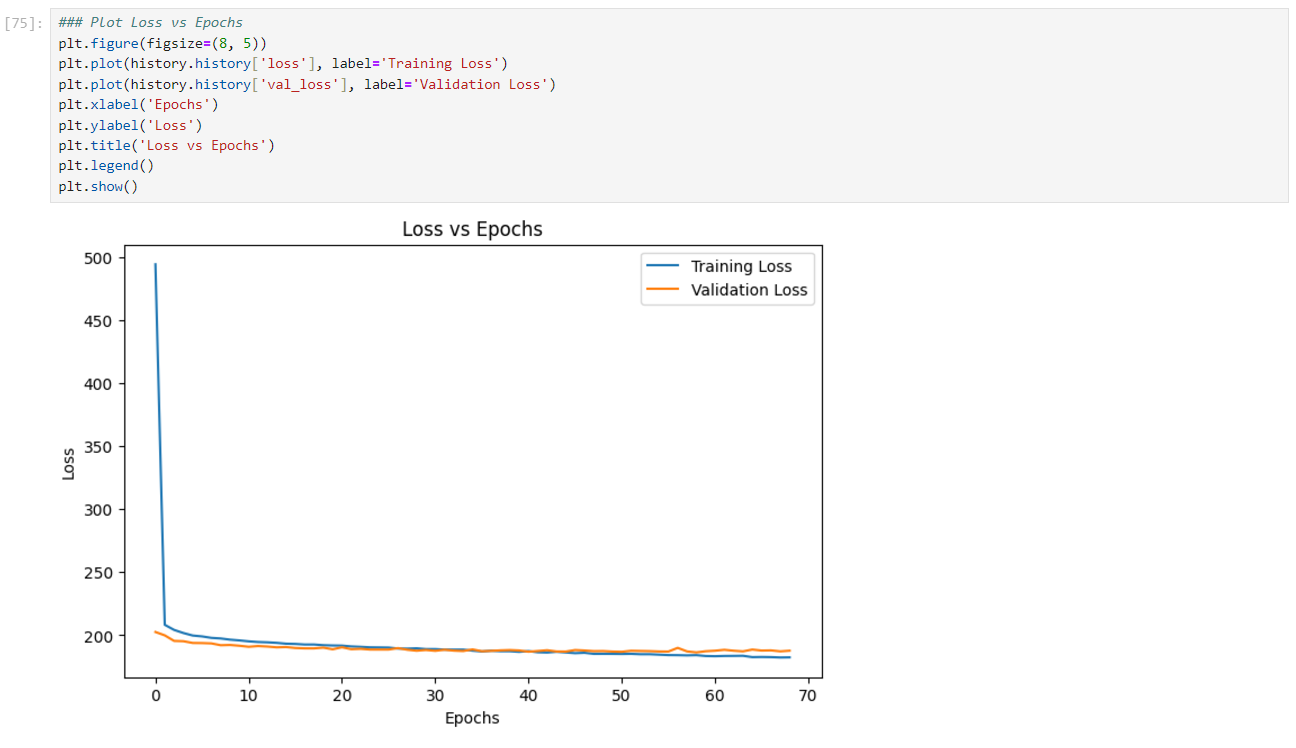 [75]:
### Plot Loss vs Epochs
plt.figure(figsize=(8, 5))
plt.plot(history.history['loss'], label='Training Loss')
plt.plot(history.history['val_loss'], label='Validation Loss')
plt.xlabel('Epochs')
plt.ylabel('Loss')
plt.title('Loss vs Epochs')
plt.legend()
plt.show()
Loss vs Epochs
Training Loss
Validation Loss
500
450
400
350
300
250
200
Loss
0 10 20 30 40 50 60 70
Epochs